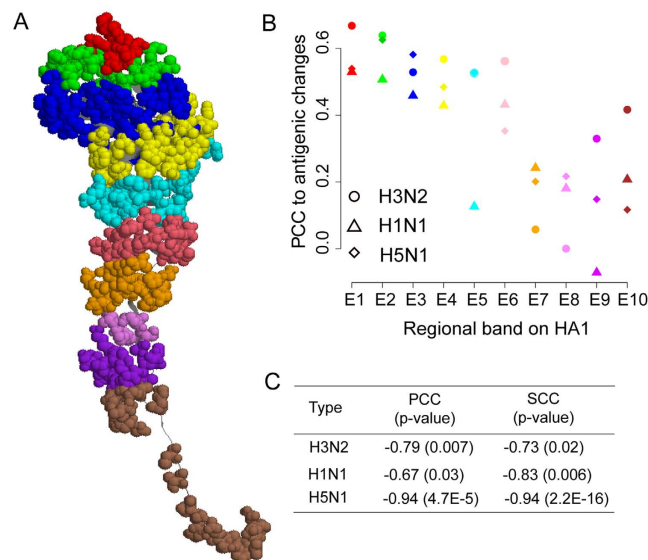 A
B
PCC to antigenic changes
0.6
0.4
0.2
0.0
H3N2
H1N1
H5N1
E1 E2 E3 E4 E5 E6 E7 E8 E9 E10
Regional band on HA1
C
Type PCC (p-value) SCC (p-value)
H3N2 -0.79 (0.007) -0.73 (0.02)
H1N1 -0.67 (0.03) -0.83 (0.006)
H5N1 -0.94 (4.7E-5) -0.94 (2.2E-16)